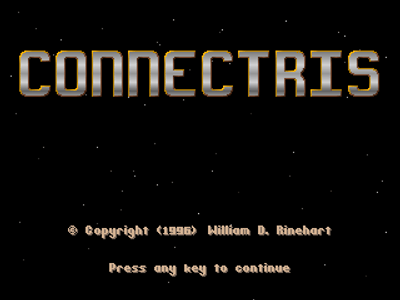 CONNECTRIS
© Copyright (1996) William D. Rinehart
Press any key to continue